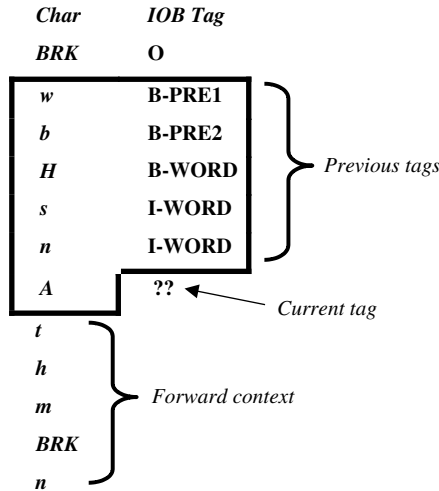 Char IOB Tag
BRK O
w B-PRE1
b B-PRE2
H B-WORD
Previous tags
s I-WORD
n I-WORD
A ??
Current tag
t
h
m
Forward context
BRK
n